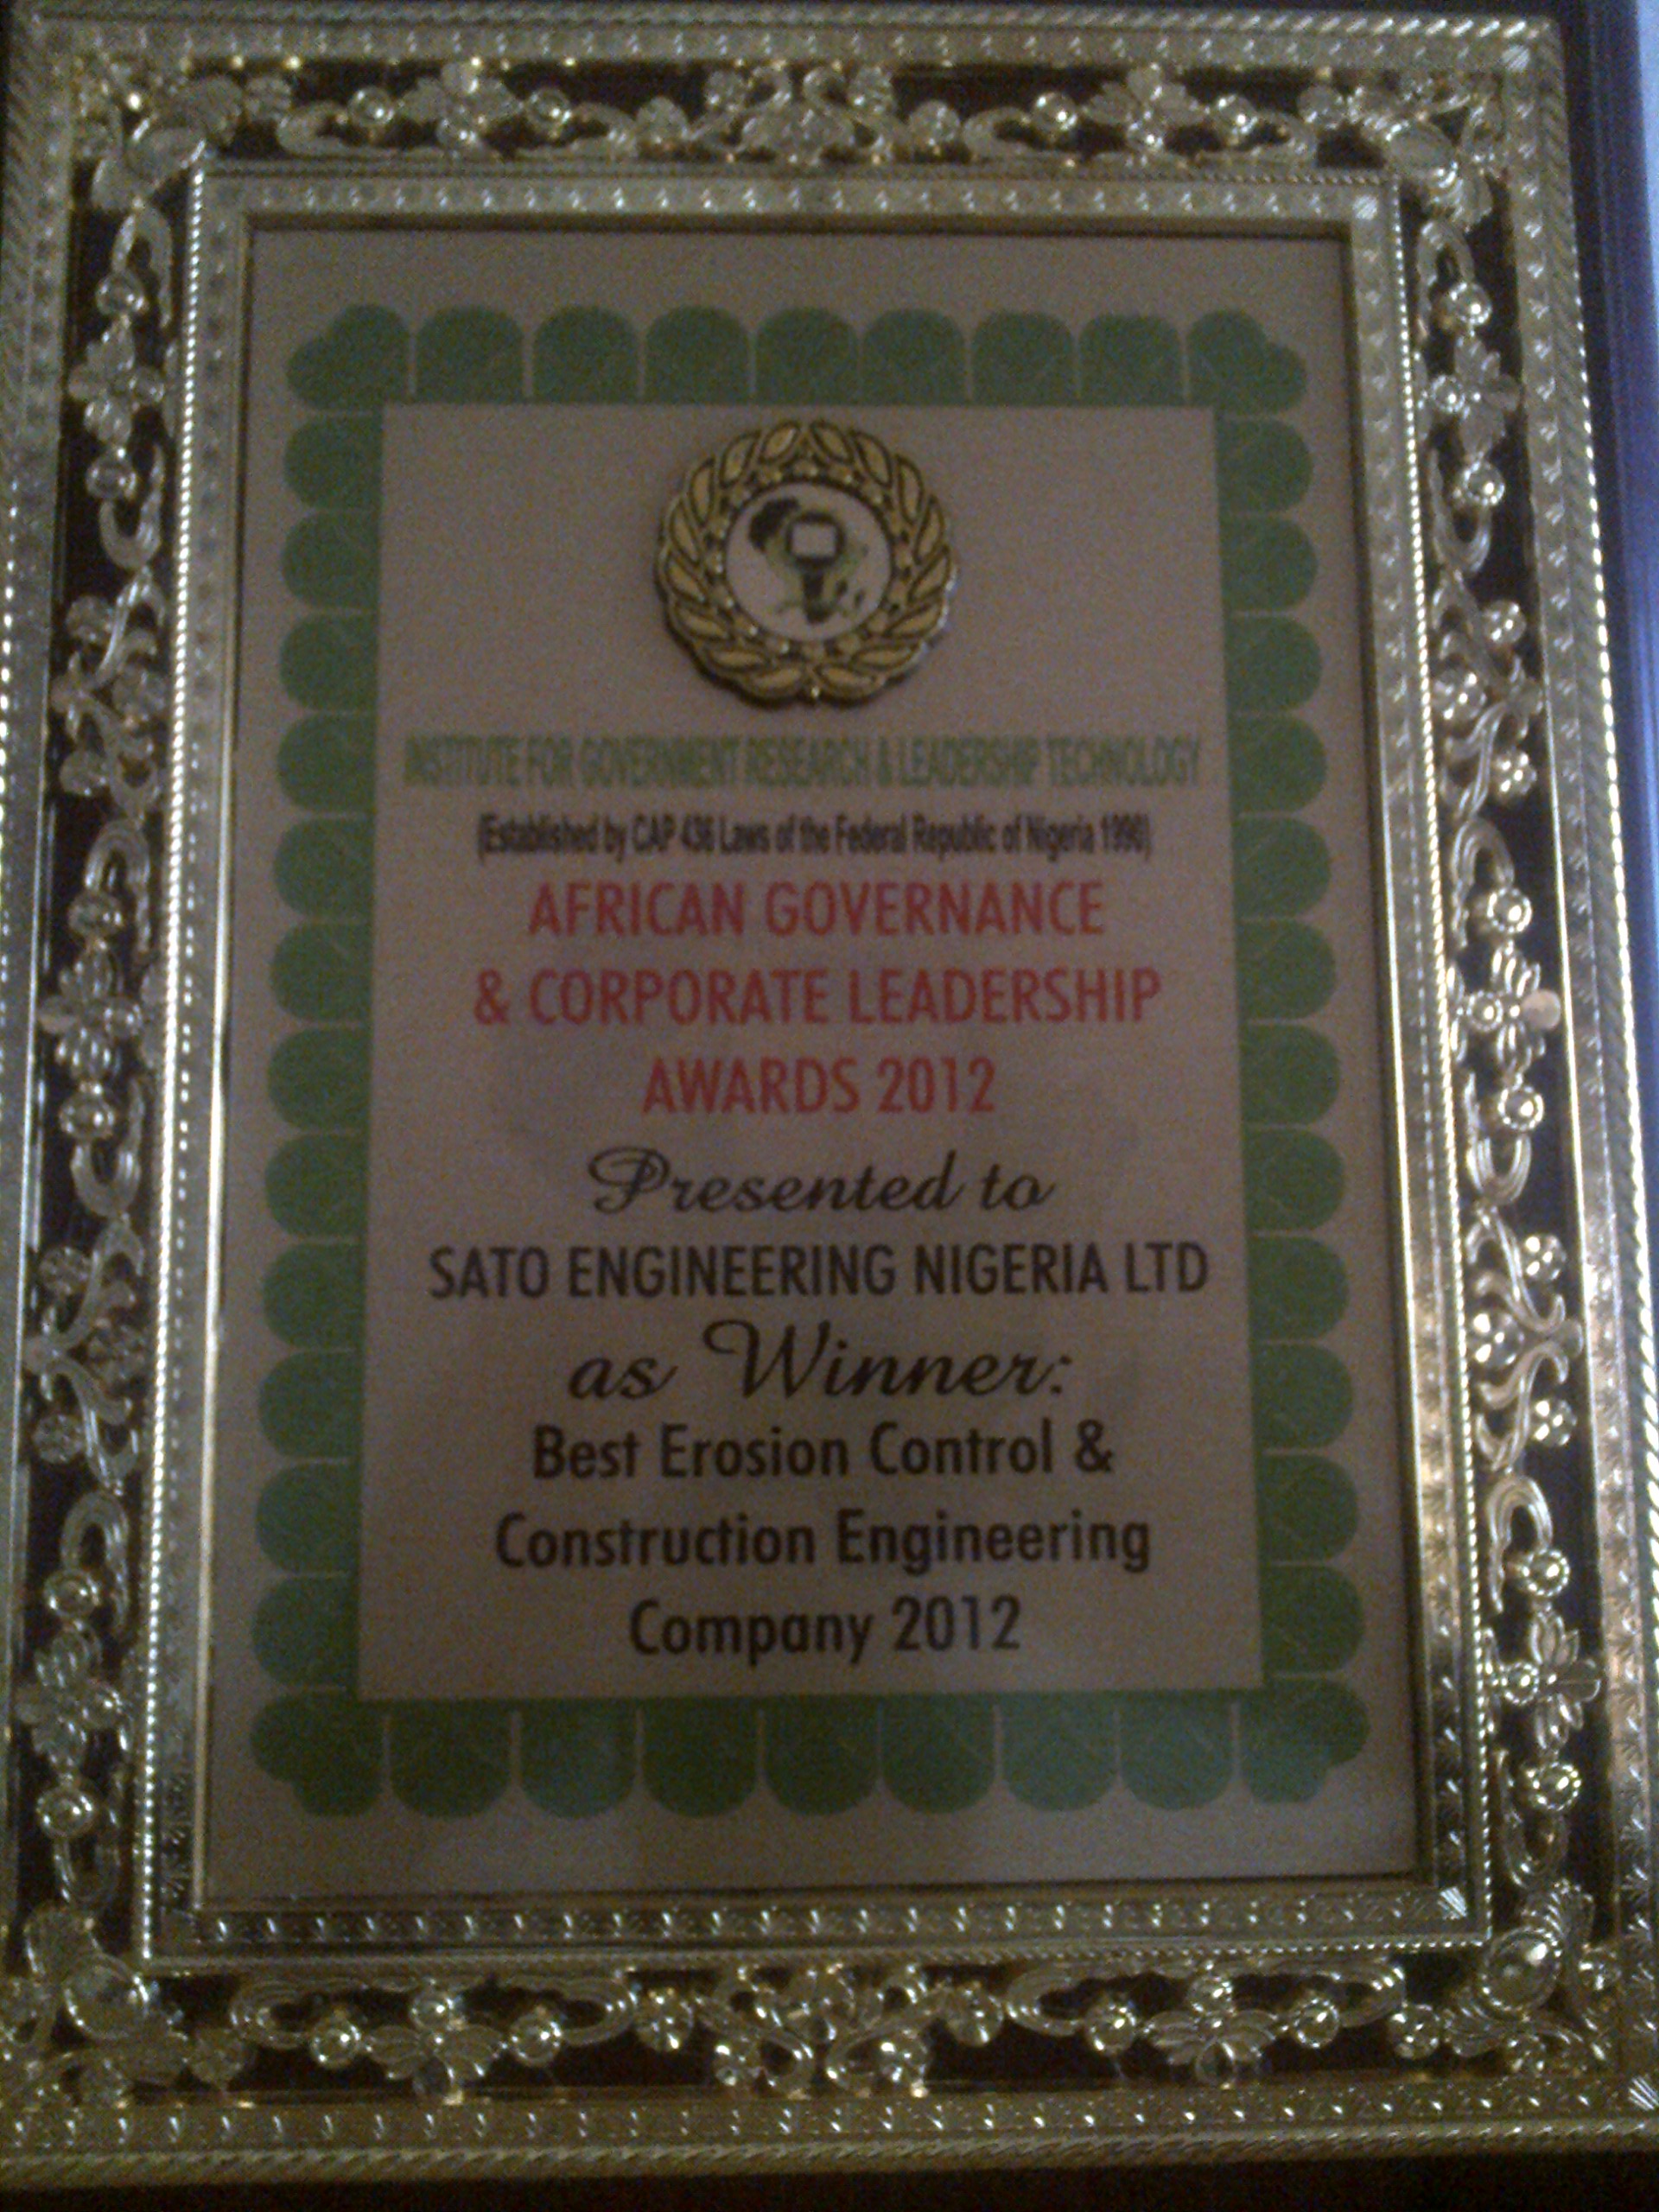 INSTITUTE FOR GOVERNMENT RESEARCH & LEADERSHIP TECHNOLOGY
(Established by CAP 436 Laws of the Federal Republic of Nigeria 1990)
AFRICAN GOVERNANCE
& CORPORATE LEADERSHIP
AWARDS 2012
Presented to
SATO ENGINEERING NIGERIA LTD
as Winner:
Best Erosion Control &
Construction Engineering
Company 2012